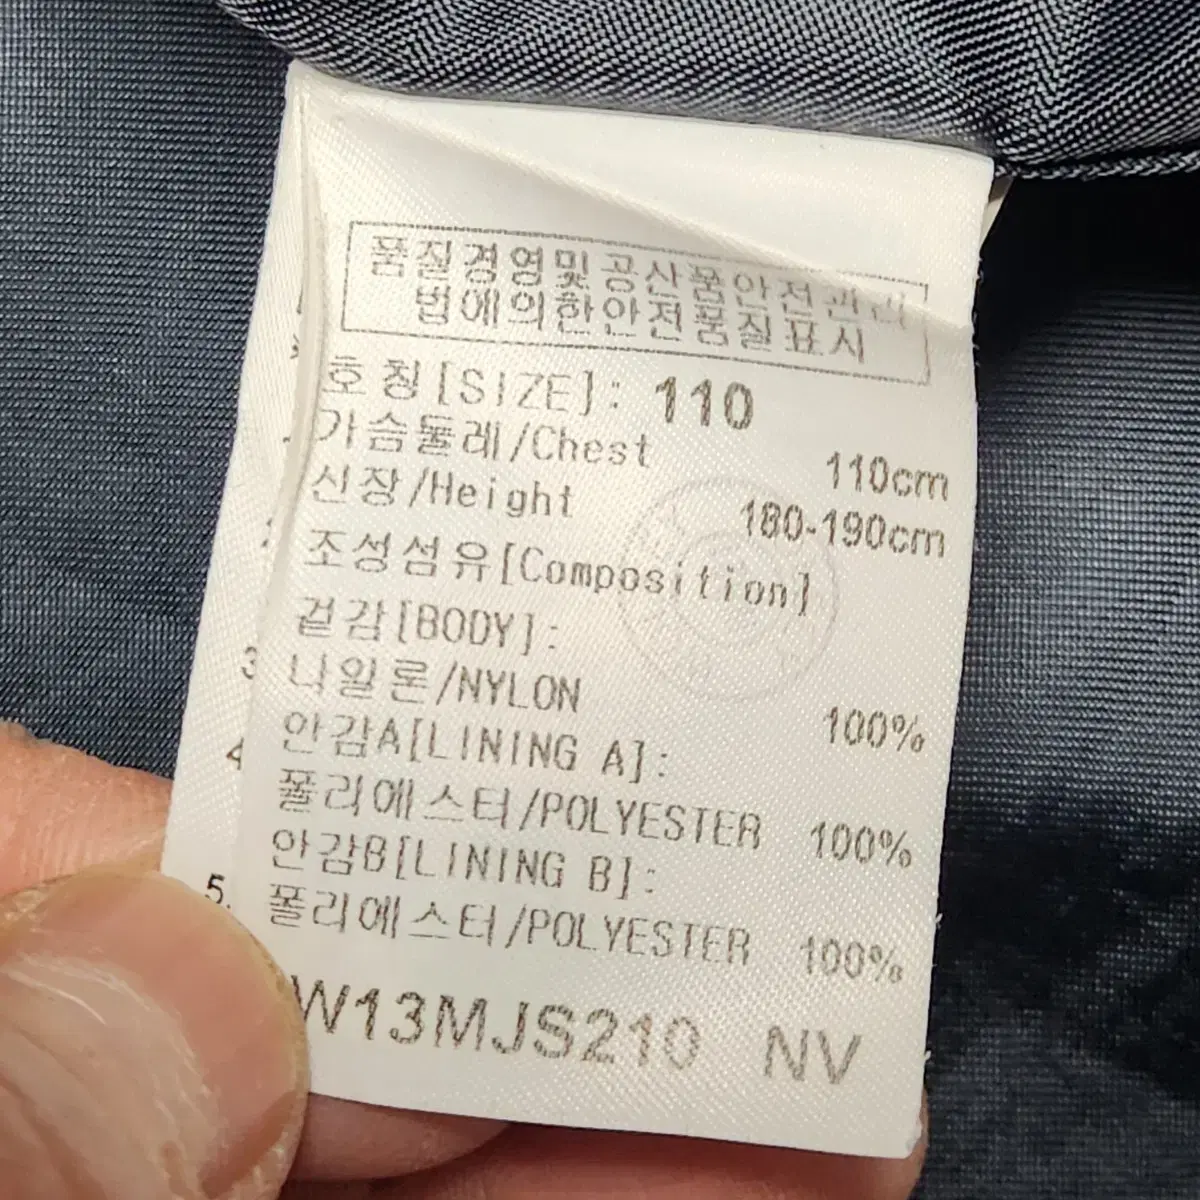 품질경영및공산품안전관리
법에의한안전품질표시
호칭[SIZE]: 110
가슴둘레/Chest 110cm
신장/Height 180-190cm
조성섬유[Composition]
겉감[BODY]:
나일론/NYLON 100%
안감A[LINING A]:
폴리에스터/POLYESTER 100%
안감B[LINING B]:
폴리에스터/POLYESTER 100%
W13MJS210 NV
3
4
5.